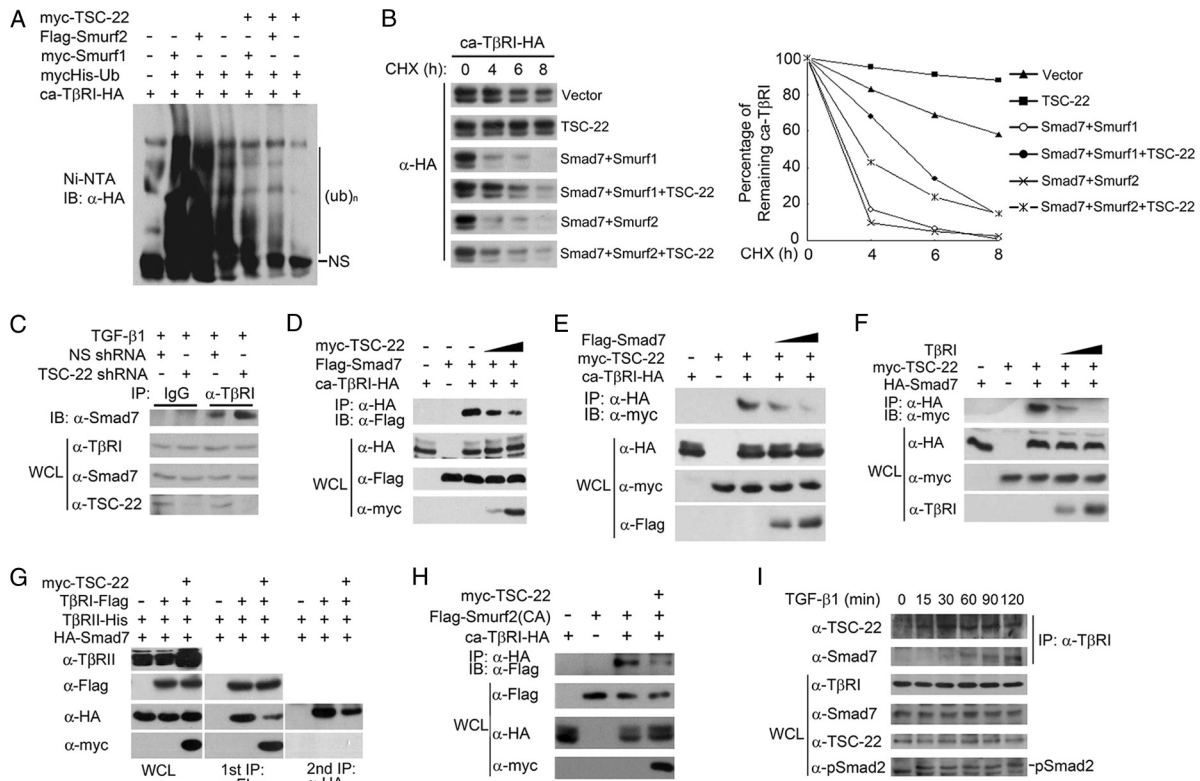 A
myc-TSC-22 + + +
Flag-Smurf2 - - + - - + -
myc-Smurf1 - + - - + - -
mycHis-Ub - + + + + + +
ca-TβRI-HA + + + + + + +
Ni-NTA
IB: α-HA
(ub)n
NS
B
ca-TβRI-HA
CHX (h): 0 4 6 8
α-HA
Vector
TSC-22
Smad7+Smurf1
Smad7+Smurf1+TSC-22
Smad7+Smurf2
Smad7+Smurf2+TSC-22
Percentage of
Remaining ca-TβRI
100
80
60
40
20
0
CHX (h) 0 4 6 8
Vector
TSC-22
Smad7+Smurf1
Smad7+Smurf1+TSC-22
Smad7+Smurf2
Smad7+Smurf2+TSC-22
C
TGF-β1 + + + +
NS shRNA + - + -
TSC-22 shRNA - + - +
IP: IgG α-TβRI
IB: α-Smad7
WCL
α-TβRI
α-Smad7
α-TSC-22
D
myc-TSC-22 - - -
Flag-Smad7 - + + + +
ca-TβRI-HA + - + + +
IP: α-HA
IB: α-Flag
WCL
α-HA
α-Flag
α-myc
E
Flag-Smad7
myc-TSC-22 - + + + +
ca-TβRI-HA + - + + +
IP: α-HA
IB: α-myc
WCL
α-HA
α-myc
α-Flag
F
TβRI
myc-TSC-22 - + + + +
HA-Smad7 + - + + +
IP: α-HA
IB: α-myc
WCL
α-HA
α-myc
α-TβRI
G
myc-TSC-22 + + +
TβRI-Flag - + + - + + - + +
TβRII-His + + + + + + + + +
HA-Smad7 + + + + + + + + +
α-TβRII
α-Flag
α-HA
α-myc
WCL 1st IP: 2nd IP:
H
myc-TSC-22 +
Flag-Smurf2(CA) - + + +
ca-TβRI-HA + - + +
IP: α-HA
IB: α-Flag
WCL
α-Flag
α-HA
α-myc
I
TGF-β1 (min) 0 15 30 60 90 120
α-TSC-22
α-Smad7
IP: α-TβRI
WCL
α-TβRI
α-Smad7
α-TSC-22
α-pSmad2
pSmad2